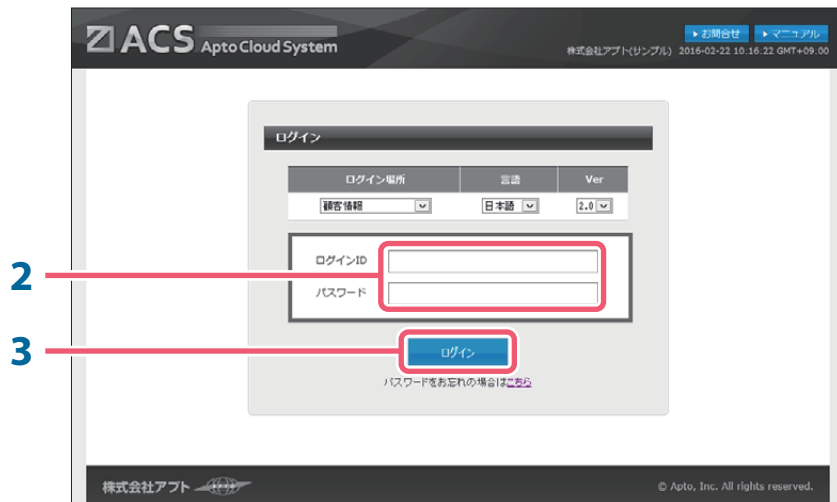 ACS Apto Cloud System
お問合せ マニュアル
株式会社アプト(サンプル) 2016-02-22 10:16.22 GMT+09:00
ログイン
ログイン場所 言語 Ver
顧客情報 日本語 2.0
2
ログインID
パスワード
3
ログイン
パスワードをお忘れの場合はこちら
株式会社アプト
© Apto, Inc. All rights reserved.